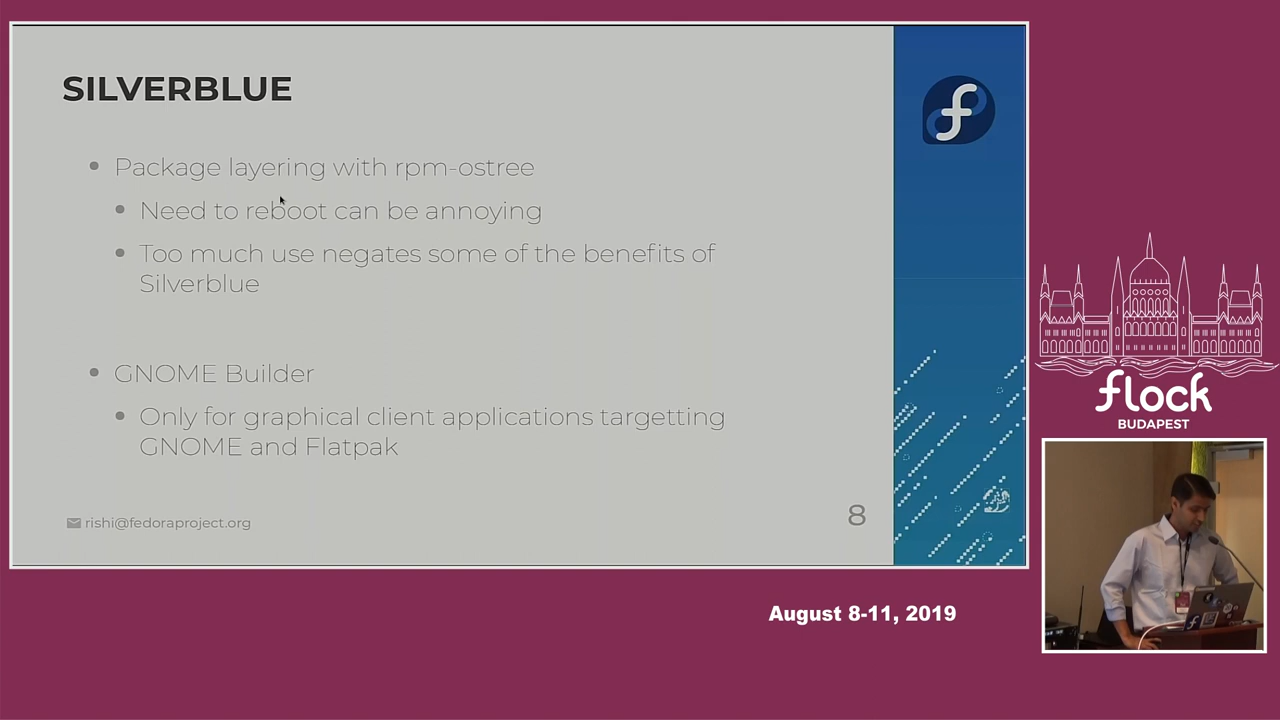 SILVERBLUE
Package layering with rpm-ostree
Need to reboot can be annoying
Too much use negates some of the benefits of
Silverblue
GNOME Builder
Only for graphical client applications targetting
GNOME and Flatpak
rishi@fedoraproject.org
8
flock
BUDAPEST
August 8-11, 2019